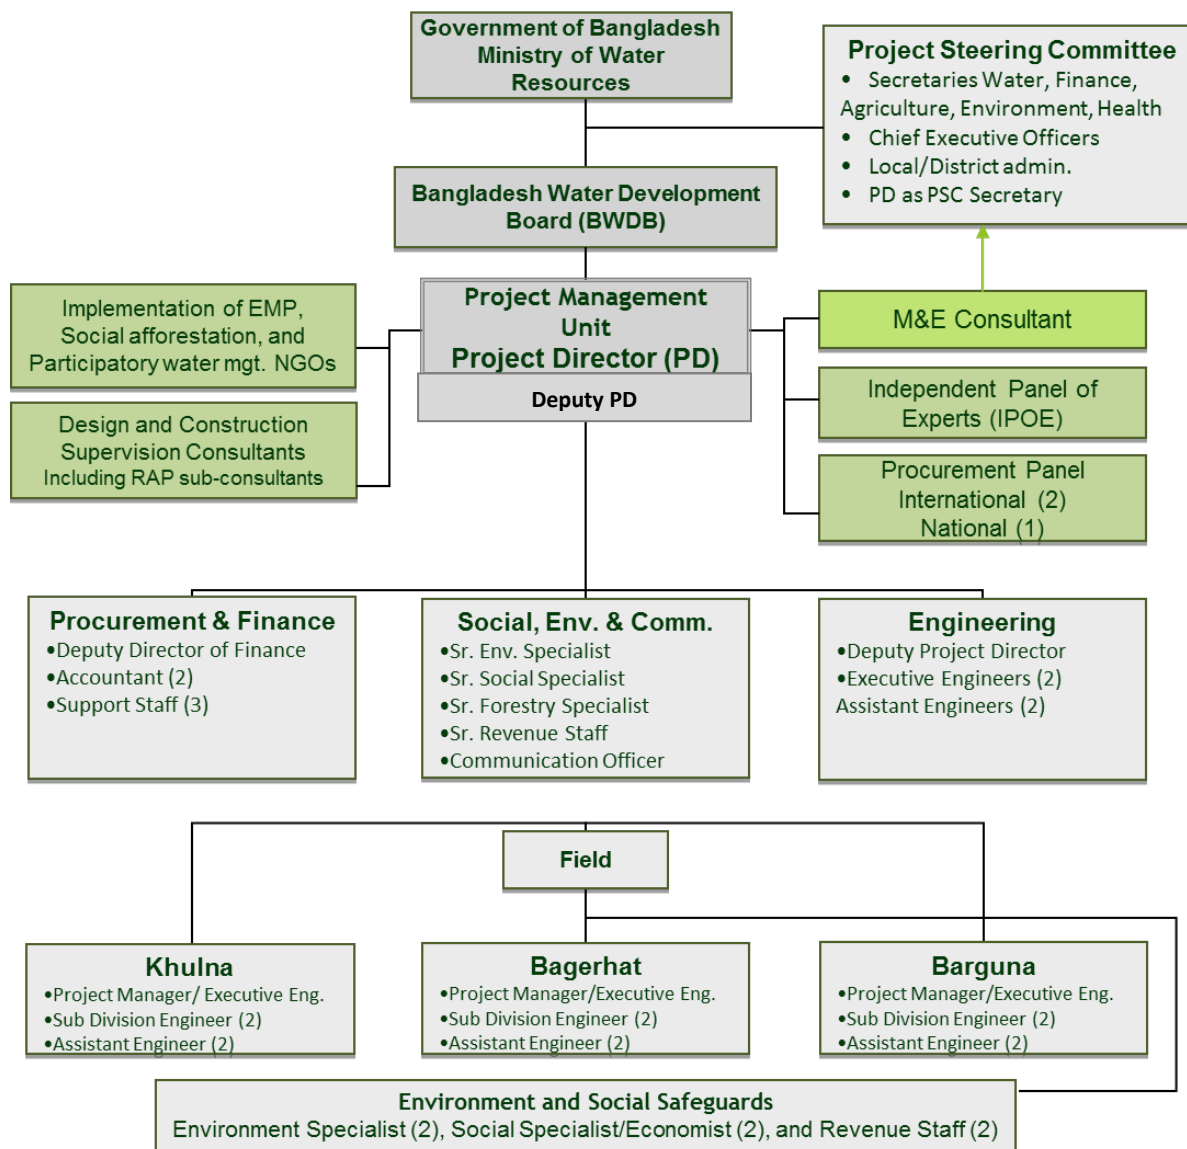 Government of Bangladesh
Ministry of Water
Resources
Project Steering Committee
• Secretaries Water, Finance,
Agriculture, Environment, Health
• Chief Executive Officers
• Local/District admin.
• PD as PSC Secretary
Bangladesh Water Development
Board (BWDB)
Implementation of EMP,
Social afforestation, and
Participatory water mgt. NGOs
Project Management
Unit
Project Director (PD)
Deputy PD
M&E Consultant
Design and Construction
Supervision Consultants
Including RAP sub-consultants
Independent Panel of
Experts (IPOE)
Procurement Panel
International (2)
National (1)
Procurement & Finance
•Deputy Director of Finance
•Accountant (2)
•Support Staff (3)
Social, Env. & Comm.
•Sr. Env. Specialist
•Sr. Social Specialist
•Sr. Forestry Specialist
•Sr. Revenue Staff
•Communication Officer
Engineering
•Deputy Project Director
•Executive Engineers (2)
Assistant Engineers (2)
Field
Khulna
•Project Manager/ Executive Eng.
•Sub Division Engineer (2)
•Assistant Engineer (2)
Bagerhat
•Project Manager/Executive Eng.
•Sub Division Engineer (2)
•Assistant Engineer (2)
Barguna
•Project Manager/Executive Eng.
•Sub Division Engineer (2)
•Assistant Engineer (2)
Environment and Social Safeguards
Environment Specialist (2), Social Specialist/Economist (2), and Revenue Staff (2)